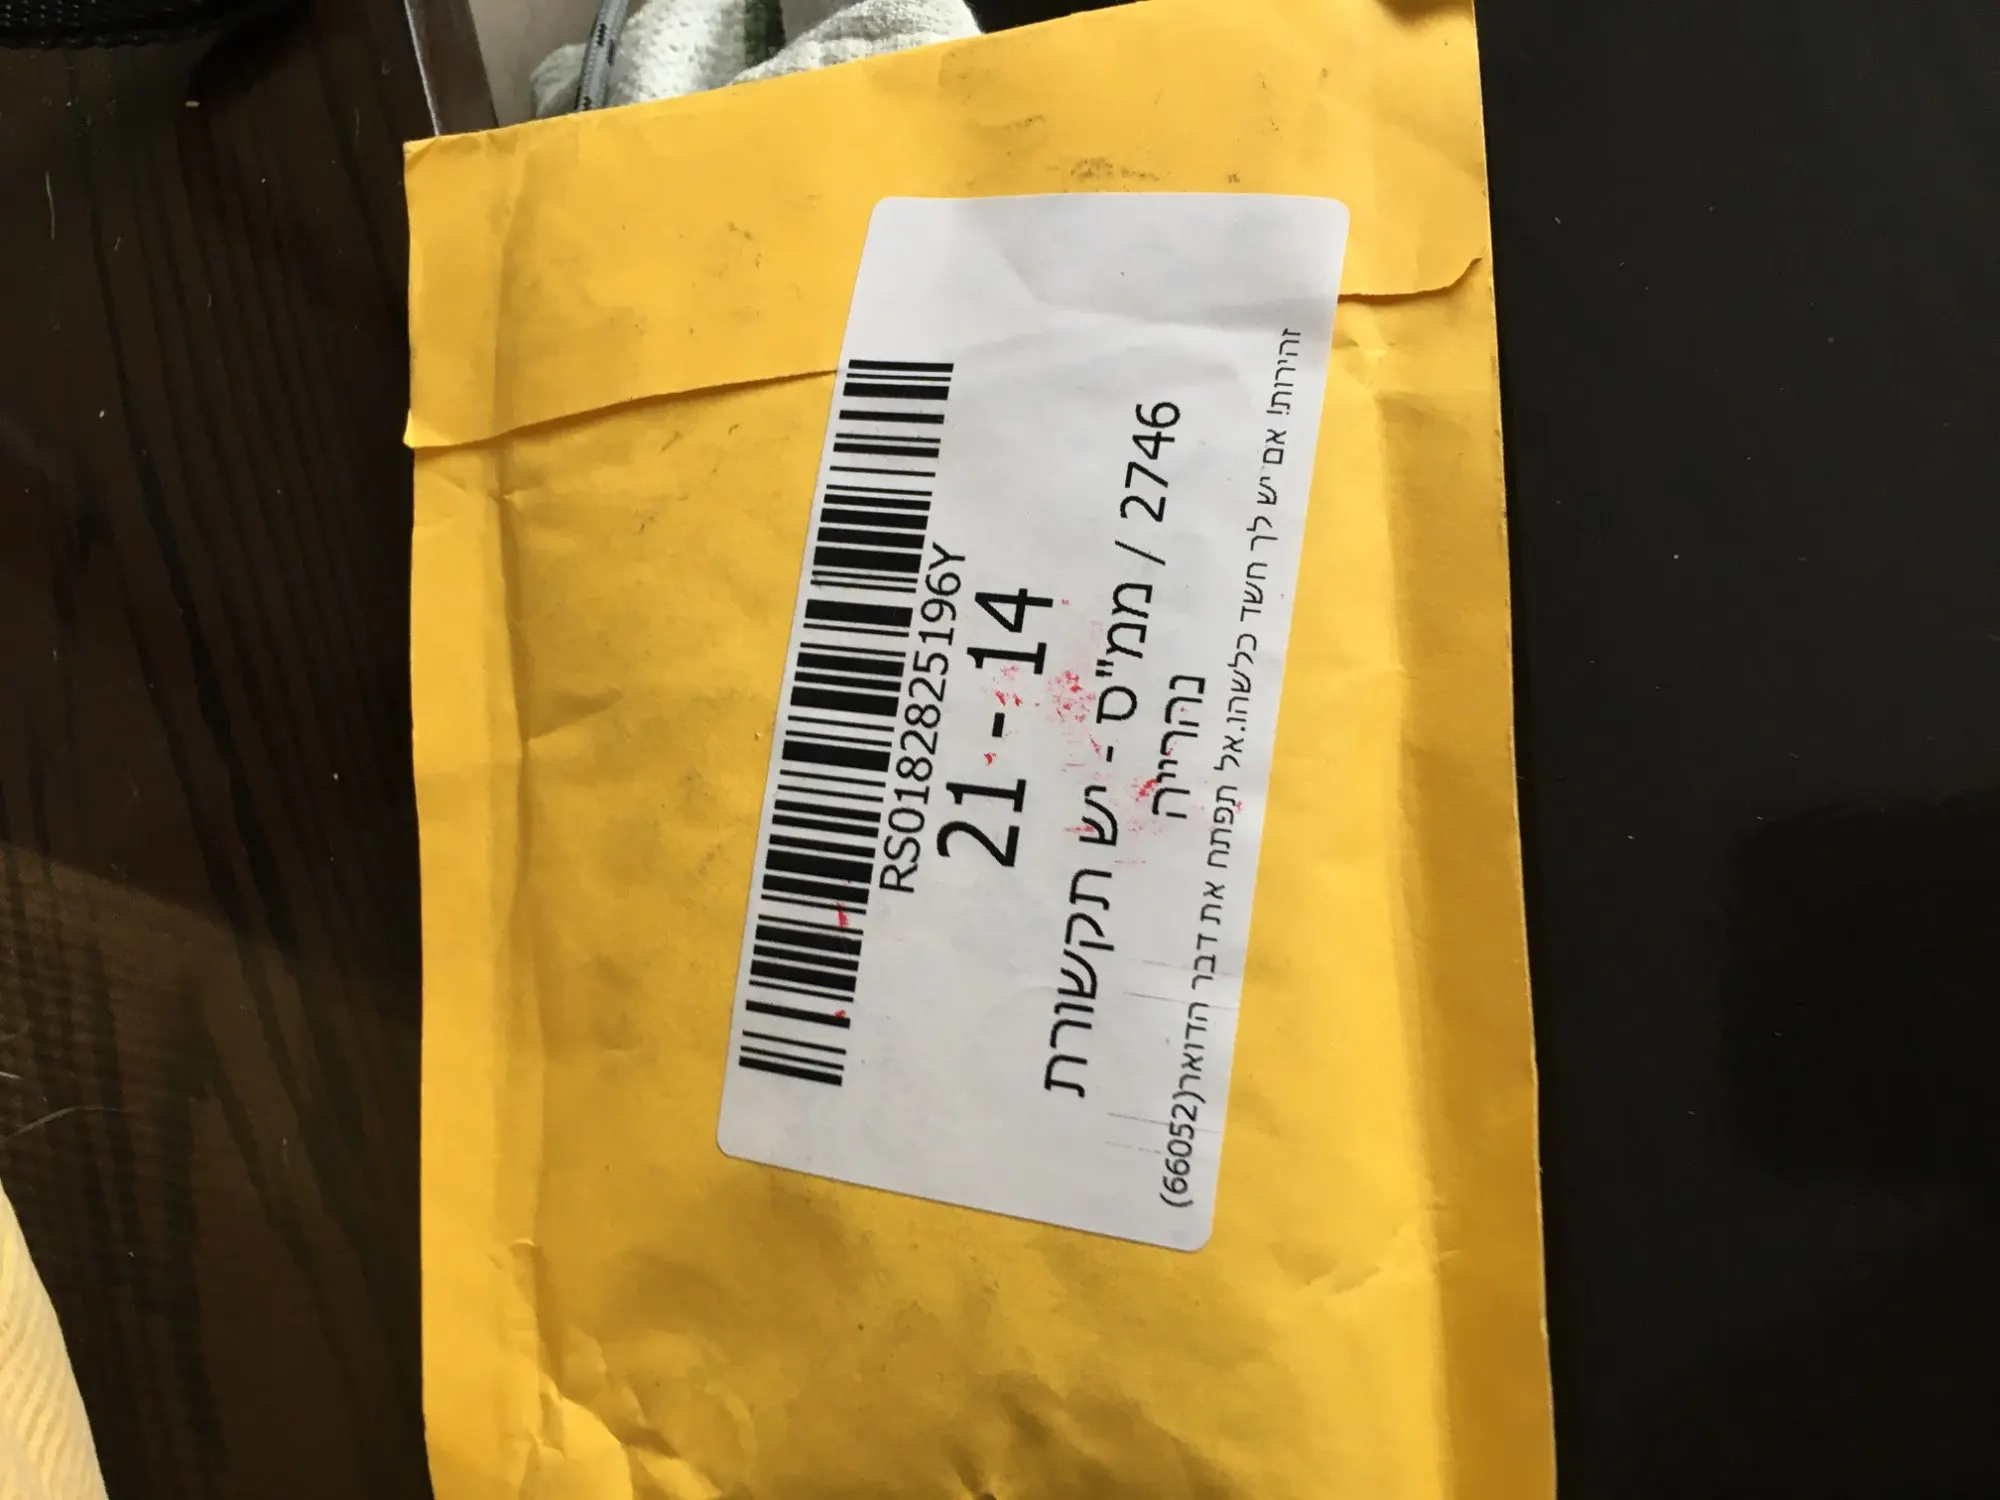 RS018282519​6Y
21 - 14
ממ"ס - יש תקשורת / 2746
נהרייה
זהירות! אם יש לך חשד כלשהו.אל תפתח את דבר הדואר(66052)